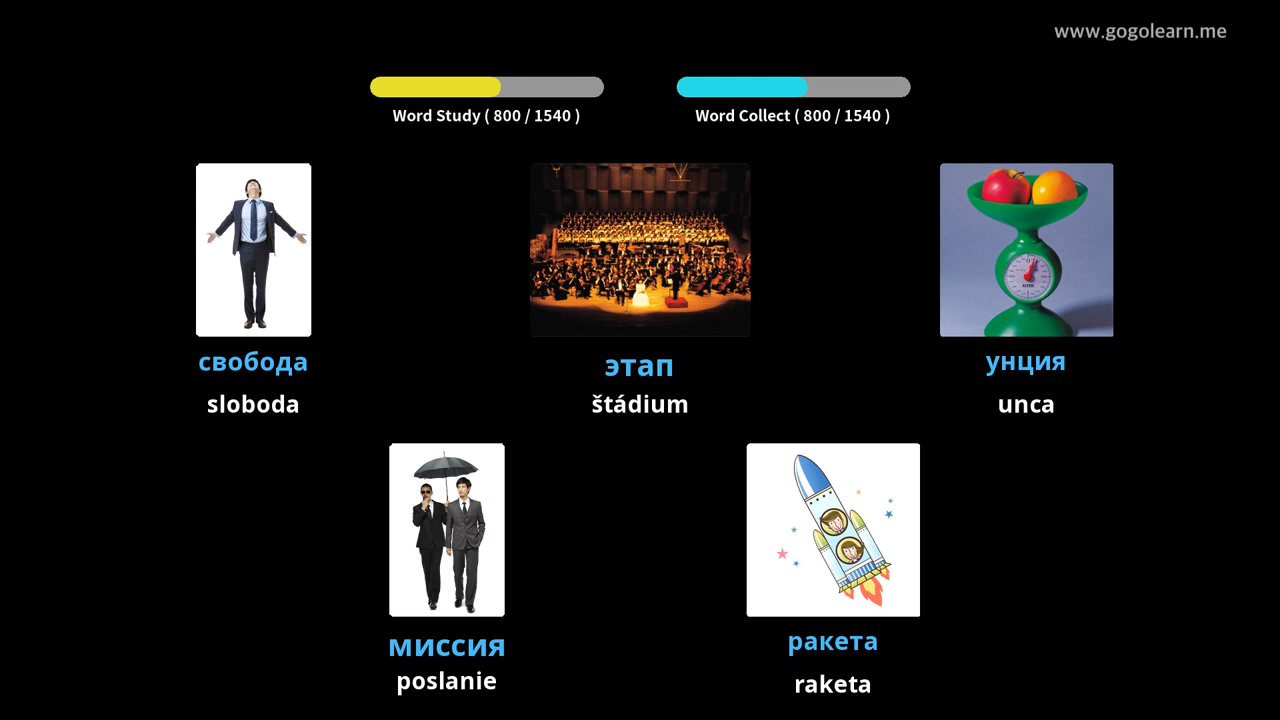 www.gogolearn.me
Word Study ( 800 / 1540 )
Word Collect ( 800 / 1540 )
свобода
sloboda
этап
štádium
унция
unca
миссия
poslanie
ракета
raketa